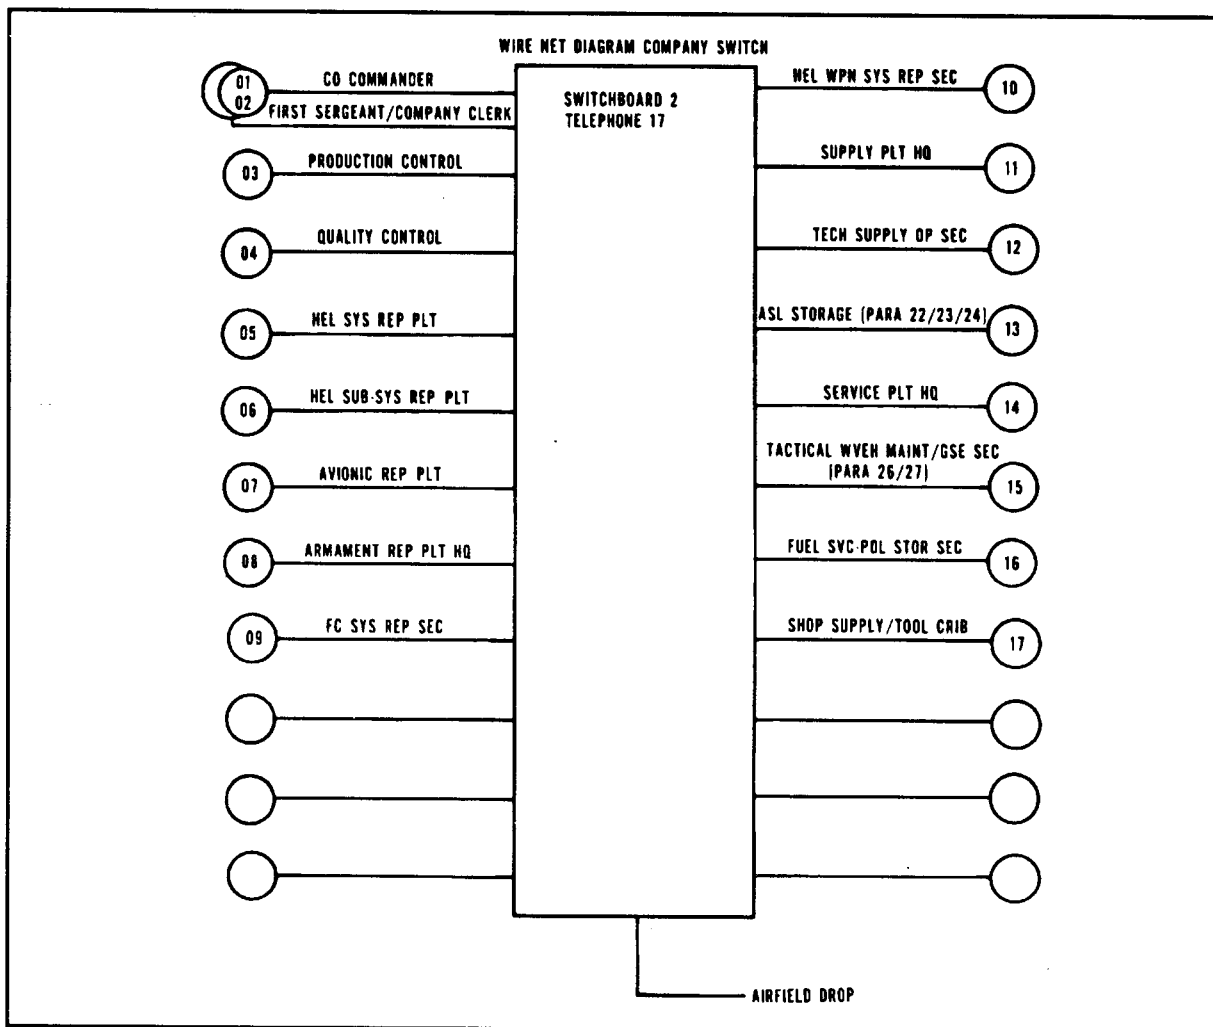 WIRE NET DIAGRAM COMPANY SWITCH
SWITCHBOARD 2
TELEPHONE 17
01 CO COMMANDER
02 FIRST SERGEANT/COMPANY CLERK
03 PRODUCTION CONTROL
04 QUALITY CONTROL
05 HEL SYS REP PLT
06 HEL SUB-SYS REP PLT
07 AVIONIC REP PLT
08 ARMAMENT REP PLT HQ
09 FC SYS REP SEC
HEL WPN SYS REP SEC 10
SUPPLY PLT HQ 11
TECH SUPPLY OP SEC 12
ASL STORAGE (PARA 22/23/24) 13
SERVICE PLT HQ 14
TACTICAL WVEH MAINT/GSE SEC
(PARA 26/27) 15
FUEL SVC-POL STOR SEC 16
SHOP SUPPLY/TOOL CRIB 17
AIRFIELD DROP